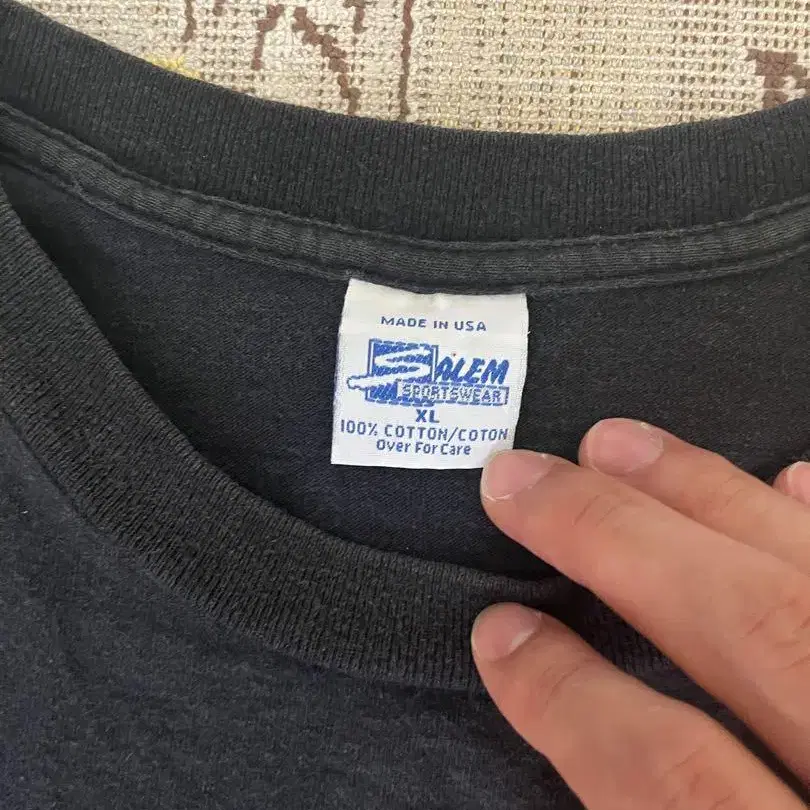 MADE IN USA
SALEM
SPORTSWEAR
XL
100% COTTON/COTON
Over For Care